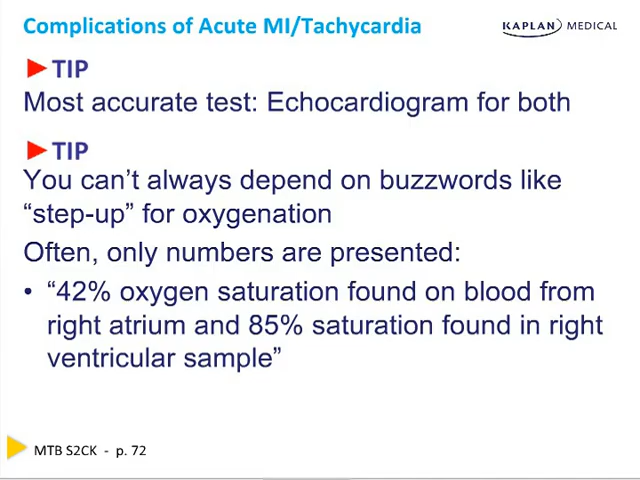 Complications of Acute MI/Tachycardia
KAPLAN MEDICAL
►TIP
Most accurate test: Echocardiogram for both
►TIP
You can’t always depend on buzzwords like
“step-up” for oxygenation
Often, only numbers are presented:
• “42% oxygen saturation found on blood from
right atrium and 85% saturation found in right
ventricular sample”
MTB S2CK - p. 72